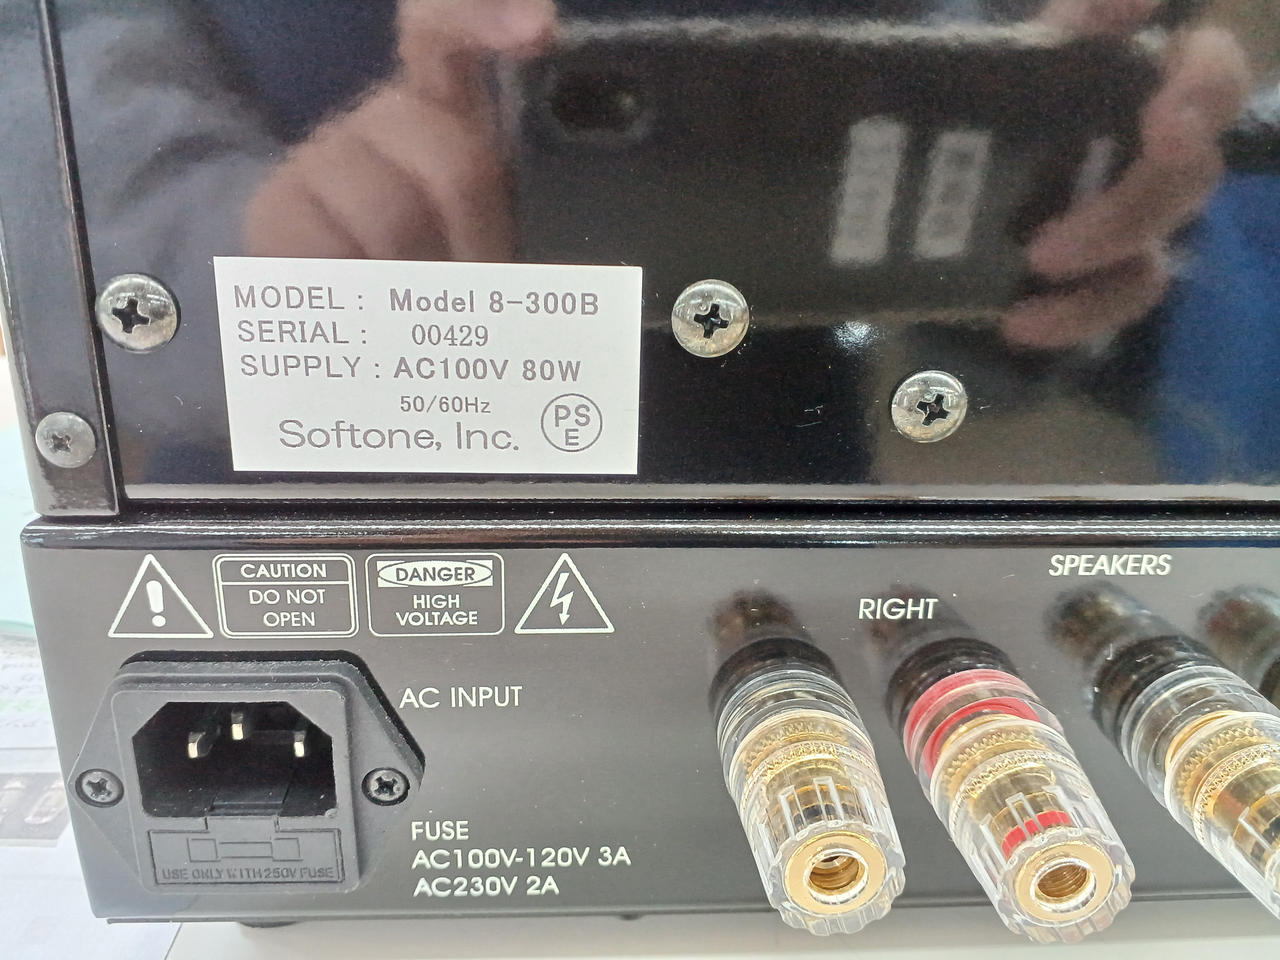 MODEL : Model 8-300B
SERIAL : 00429
SUPPLY : AC100V 80W
50/60Hz
Softone, Inc.
PS
E
CAUTION
DO NOT
OPEN
DANGER
HIGH
VOLTAGE
SPEAKERS
RIGHT
AC INPUT
FUSE
AC100V-120V 3A
AC230V 2A
USE ONLY WITH 250V FUSE